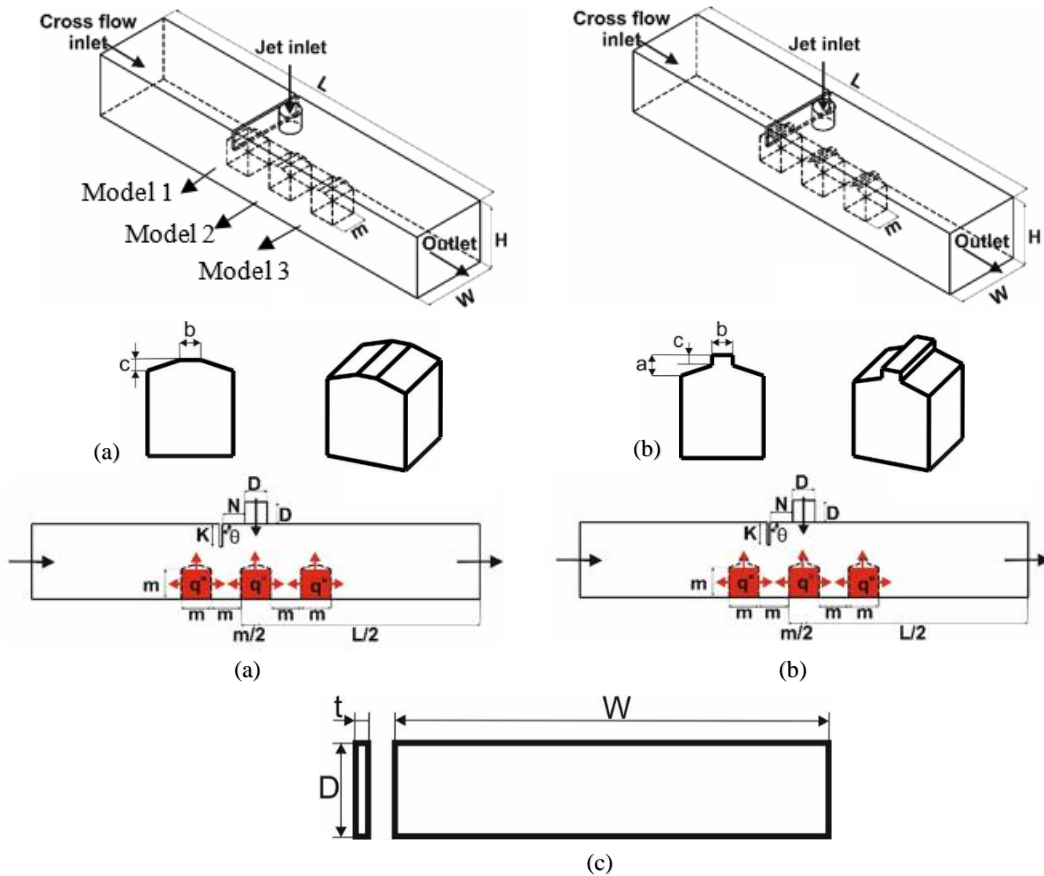 Cross flow
inlet
Jet inlet
L
Model 1
Model 2
Model 3
m
Outlet
H
W
Cross flow
inlet
Jet inlet
L
m
Outlet
H
W
b
c
(a)
b
c
a
(b)
D
N
D
K
θ
m
q"
q"
q"
m
m
m
m
m/2
L/2
(a)
D
N
D
K
θ
m
q"
q"
q"
m
m
m
m
m/2
L/2
(b)
t
W
D
(c)